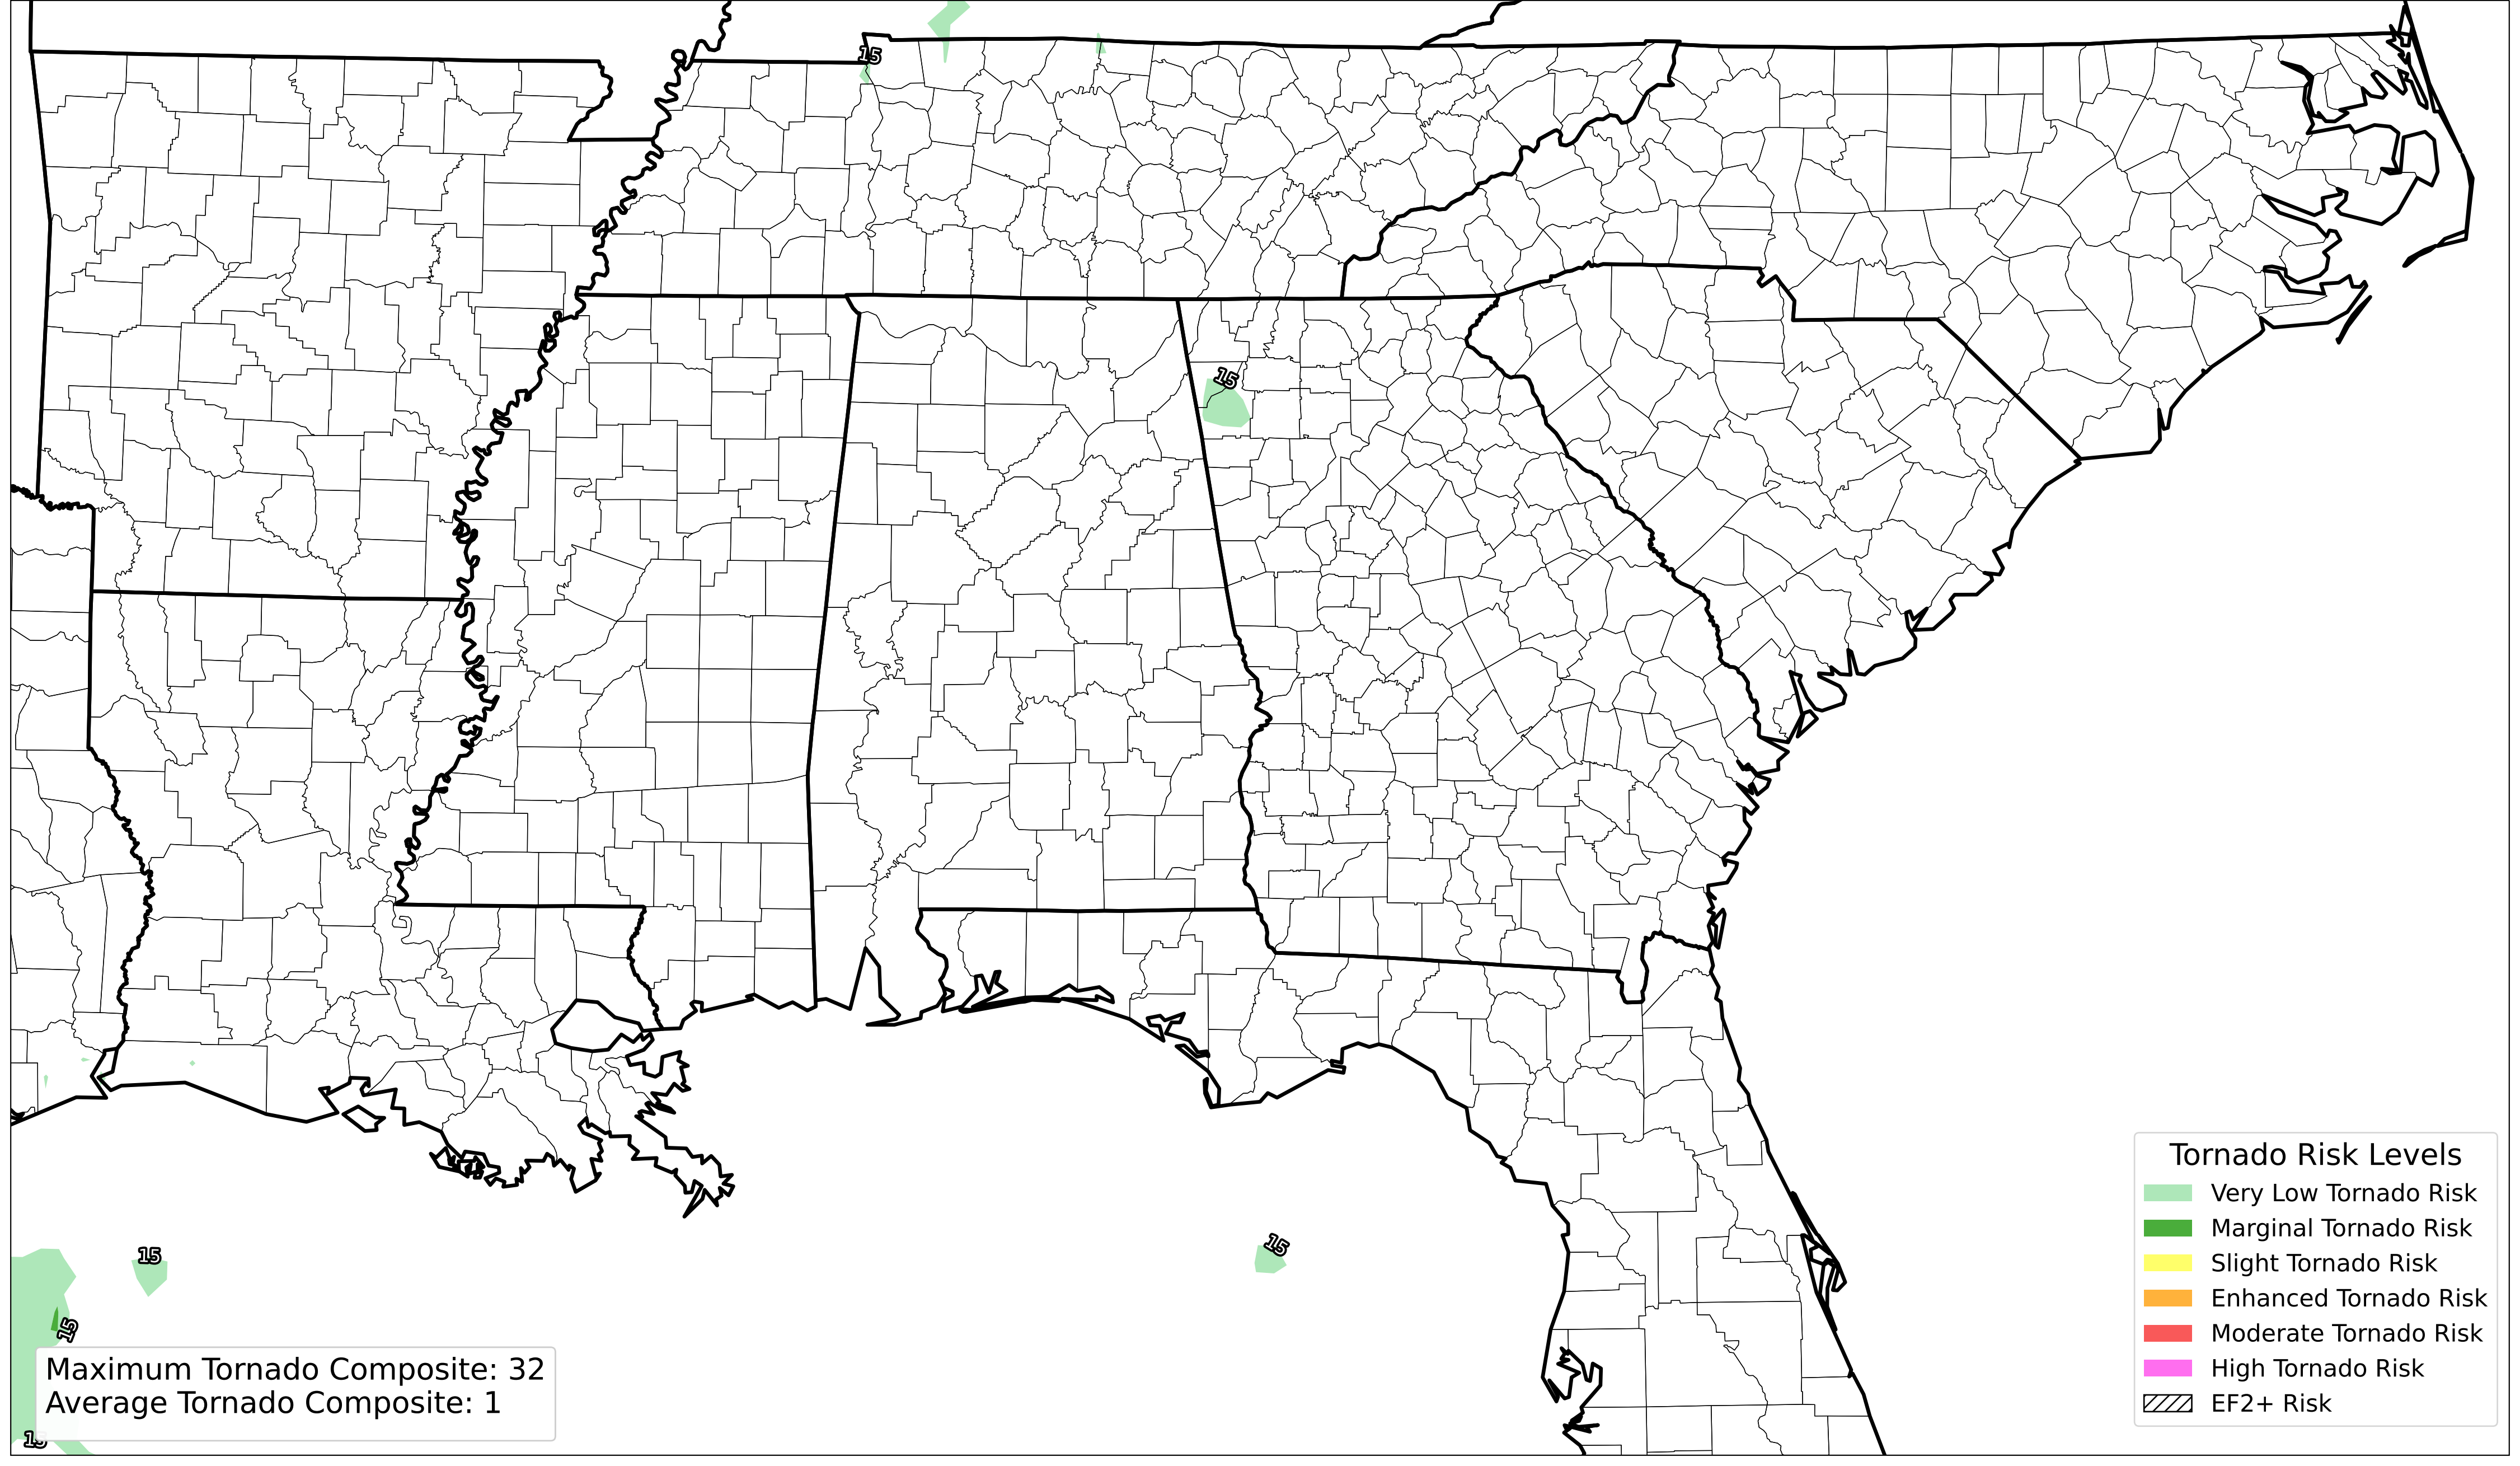 15
15
15
15
15
15
Maximum Tornado Composite: 32
Average Tornado Composite: 1
Tornado Risk Levels
Very Low Tornado Risk
Marginal Tornado Risk
Slight Tornado Risk
Enhanced Tornado Risk
Moderate Tornado Risk
High Tornado Risk
EF2+ Risk